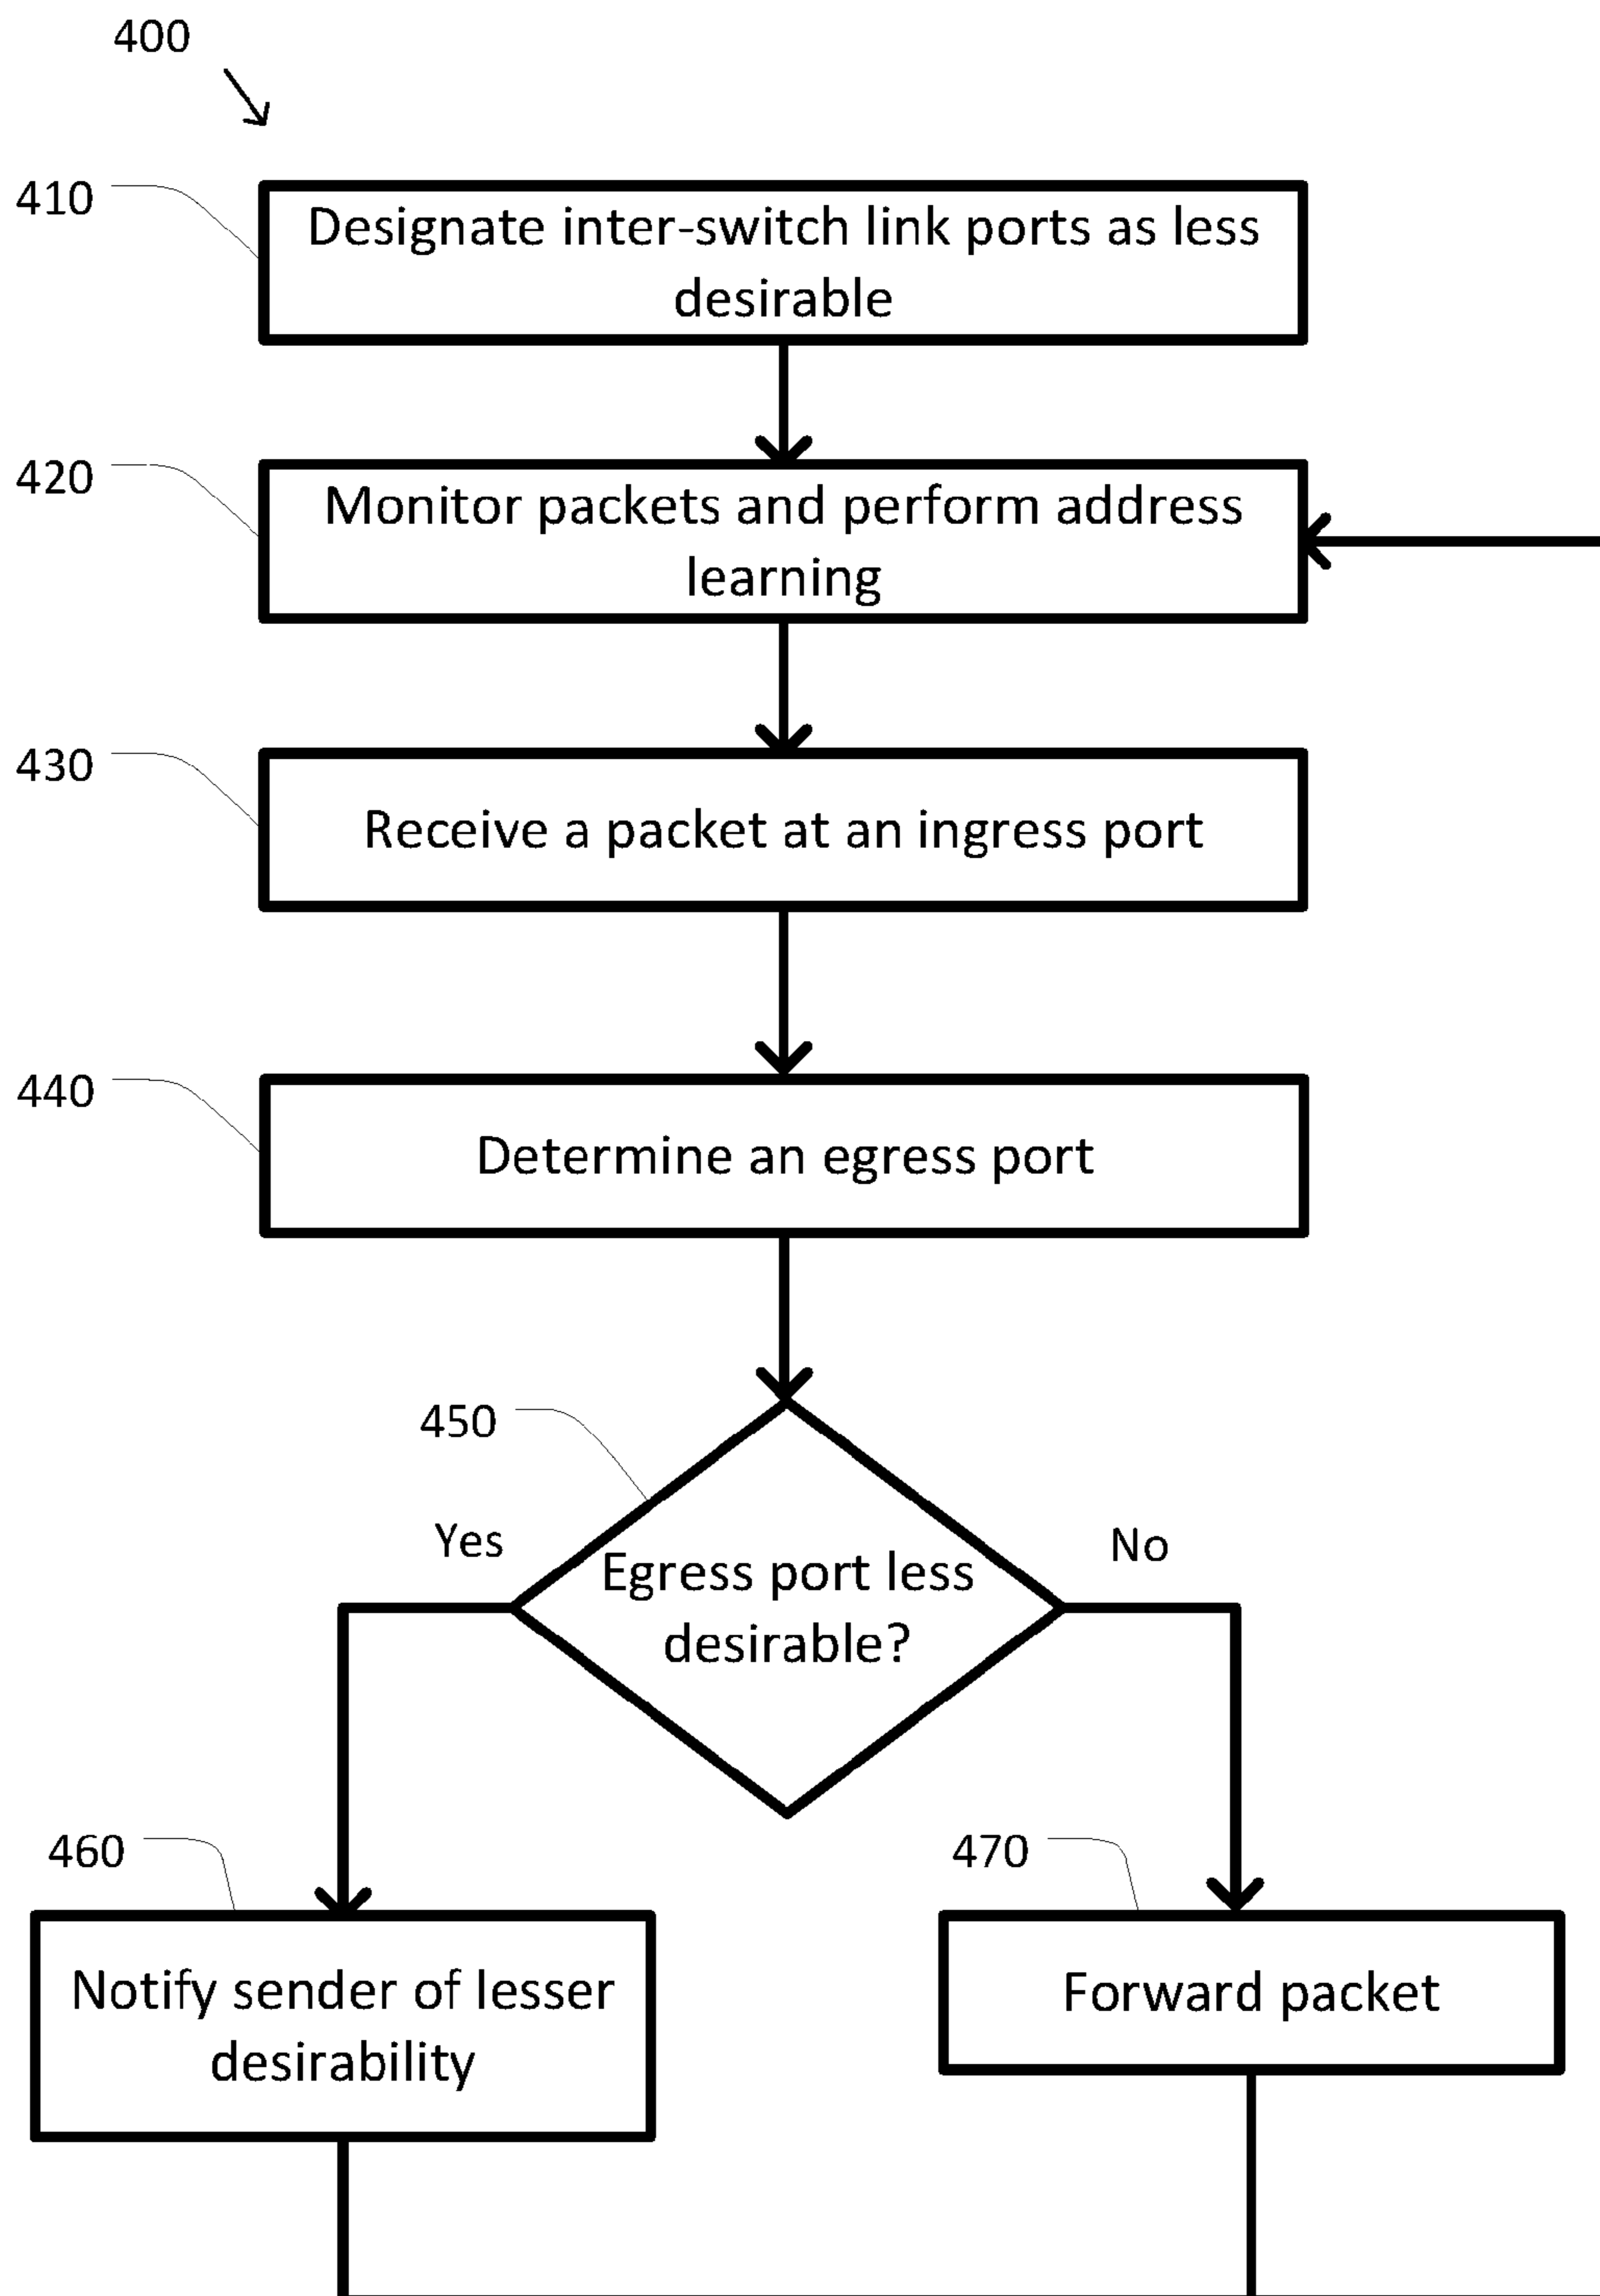 400
410
Designate inter-switch link ports as less
desirable
420
Monitor packets and perform address
learning
430
Receive a packet at an ingress port
440
Determine an egress port
450
Yes
No
Egress port less
desirable?
460
470
Notify sender of lesser
desirability
Forward packet